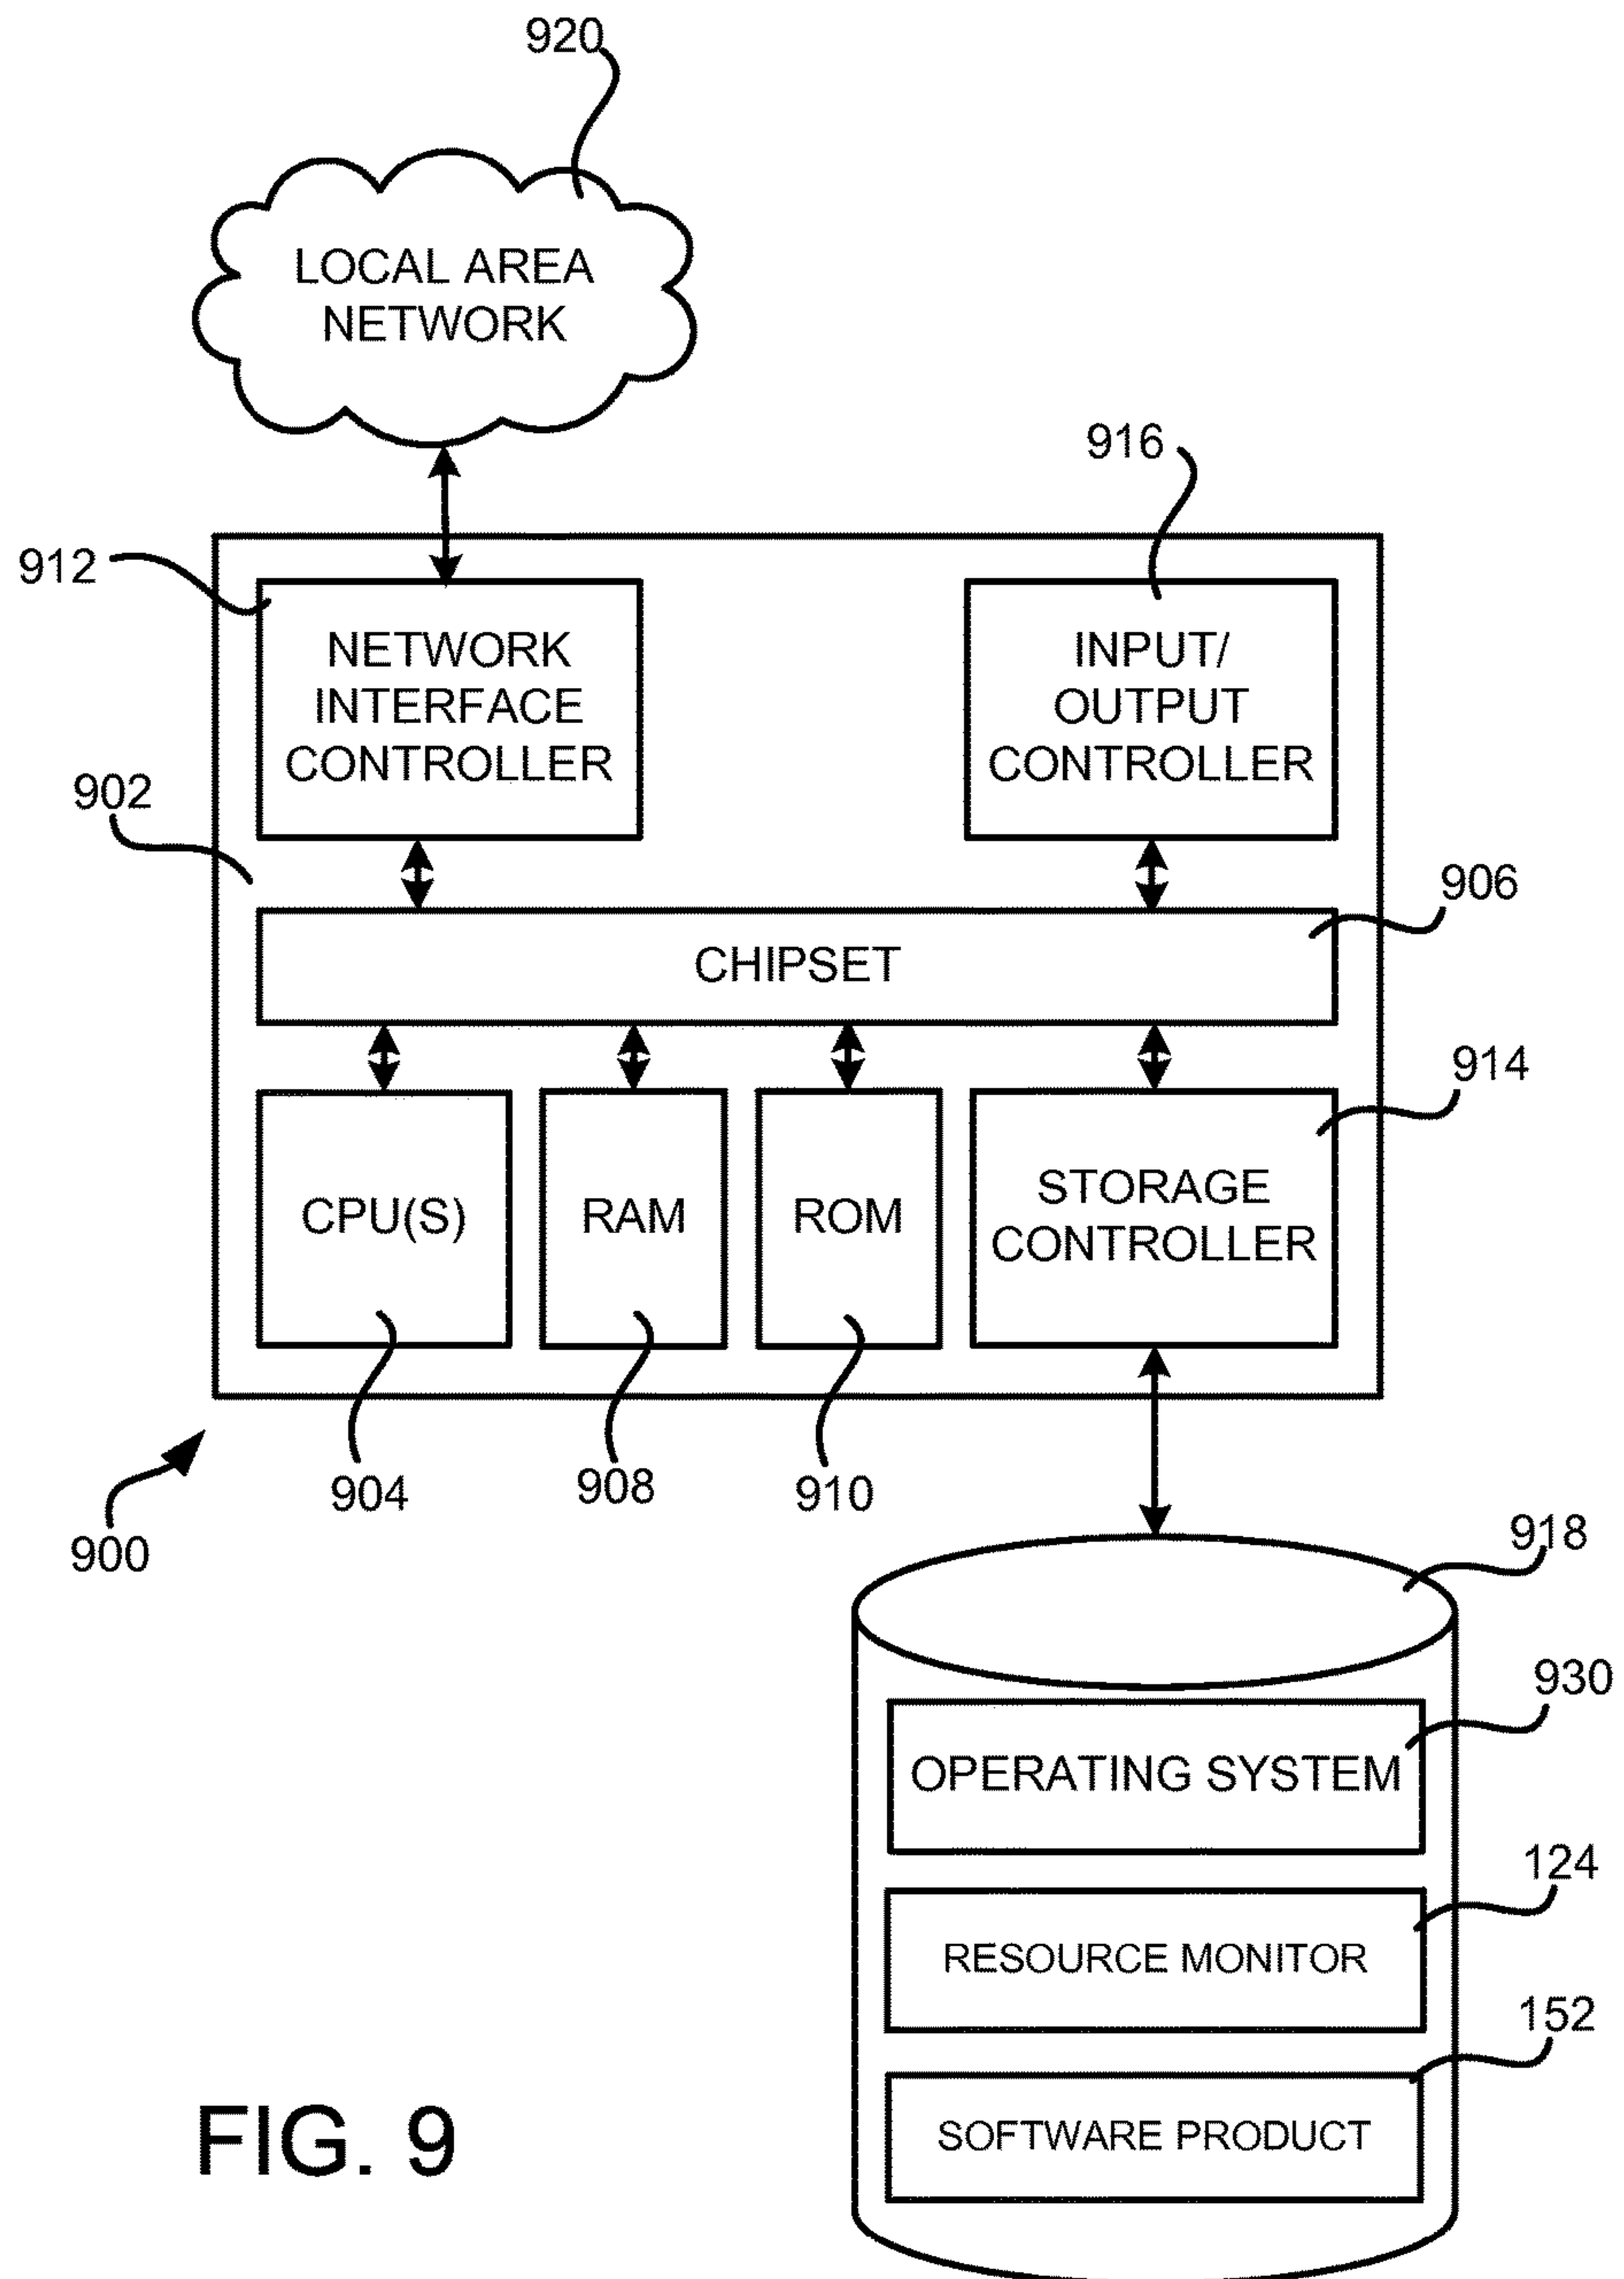 920
LOCAL AREA
NETWORK
916
912
NETWORK
INTERFACE
CONTROLLER
INPUT/
OUTPUT
CONTROLLER
902
906
CHIPSET
914
CPU(S)
RAM
ROM
STORAGE
CONTROLLER
904
908
910
900
918
930
OPERATING SYSTEM
124
RESOURCE MONITOR
152
SOFTWARE PRODUCT
FIG. 9